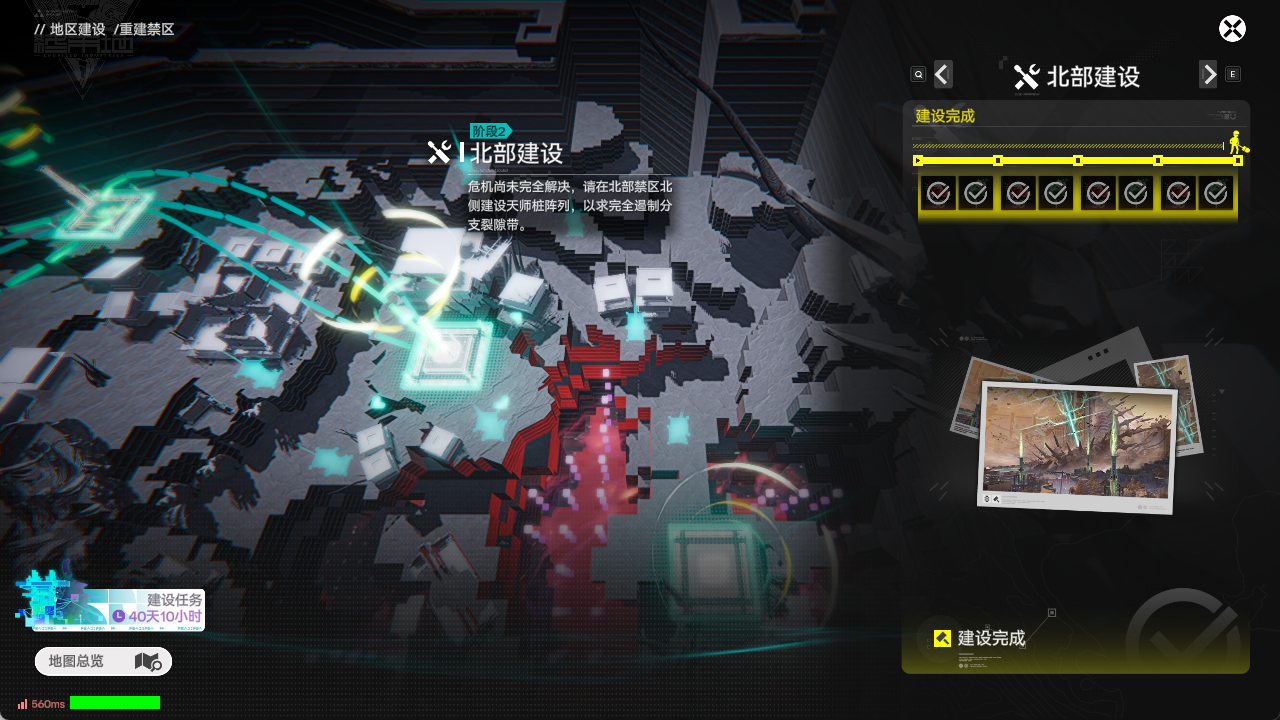 // 地区建设 /重建禁区
Q
北部建设
E
建设完成
阶段2
北部建设
危机尚未完全解决，请在北部禁区北
侧建设天师桩阵列，以求完全遏制分
支裂隙带。
建设任务
40天10小时
建设完成
地图总览
560ms